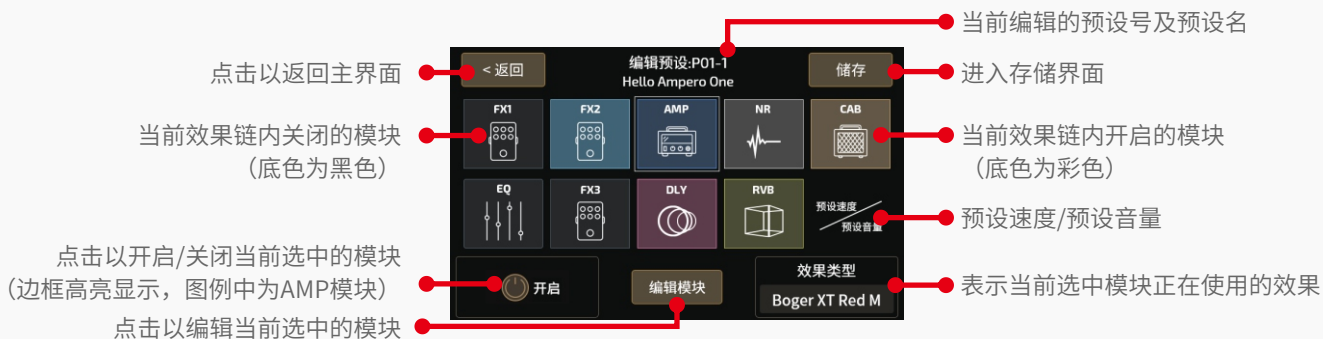 当前编辑的预设号及预设名
点击以返回主界面
< 返回
编辑预设:P01-1
Hello Ampero One
储存
进入存储界面
FX1
FX2
AMP
NR
CAB
当前效果链内关闭的模块
（底色为黑色）
当前效果链内开启的模块
（底色为彩色）
EQ
FX3
DLY
RVB
预设速度
预设音量
预设速度/预设音量
点击以开启/关闭当前选中的模块
（边框高亮显示，图例中为AMP模块）
开启
编辑模块
效果类型
Boger XT Red M
表示当前选中模块正在使用的效果
点击以编辑当前选中的模块